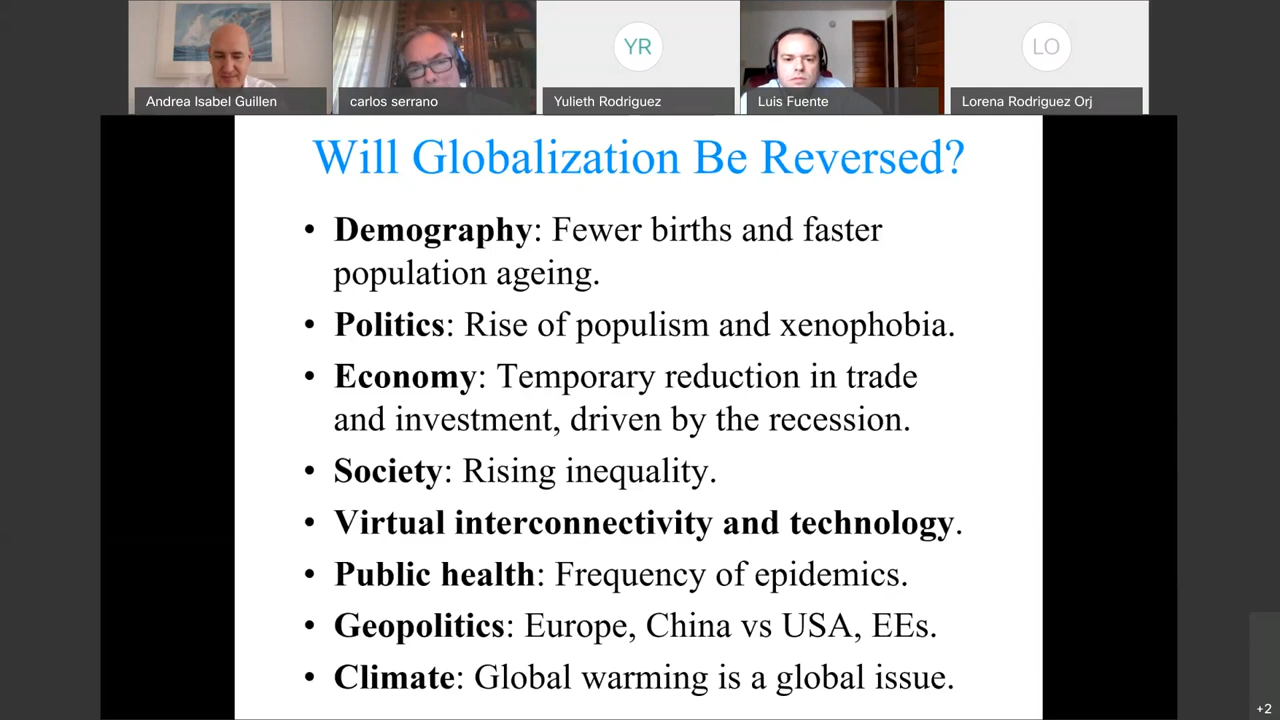 YR
LO
Andrea Isabel Guillen
carlos serrano
Yulieth Rodriguez
Luis Fuente
Lorena Rodriguez Orj
Will Globalization Be Reversed?
• Demography: Fewer births and faster
population ageing.
• Politics: Rise of populism and xenophobia.
• Economy: Temporary reduction in trade
and investment, driven by the recession.
• Society: Rising inequality.
• Virtual interconnectivity and technology.
• Public health: Frequency of epidemics.
• Geopolitics: Europe, China vs USA, EEs.
• Climate: Global warming is a global issue.
+2